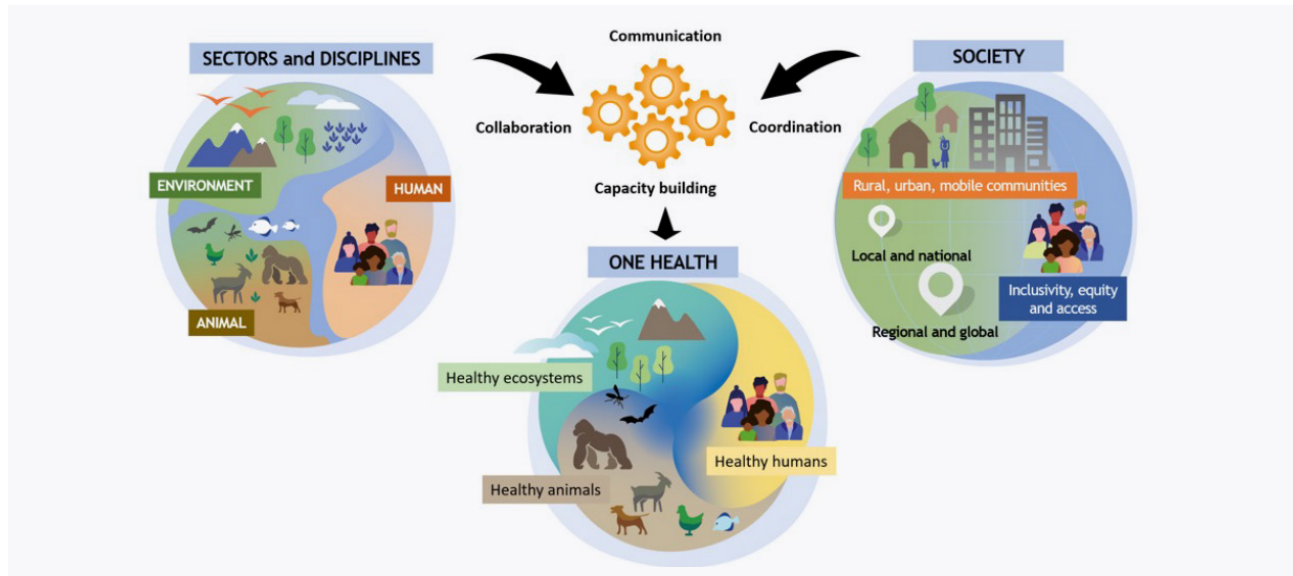 Communication
SECTORS and DISCIPLINES
SOCIETY
Collaboration
Coordination
ENVIRONMENT
HUMAN
Capacity building
Rural, urban, mobile communities
Local and national
ONE HEALTH
Inclusivity, equity
and access
ANIMAL
Regional and global
Healthy ecosystems
Healthy humans
Healthy animals